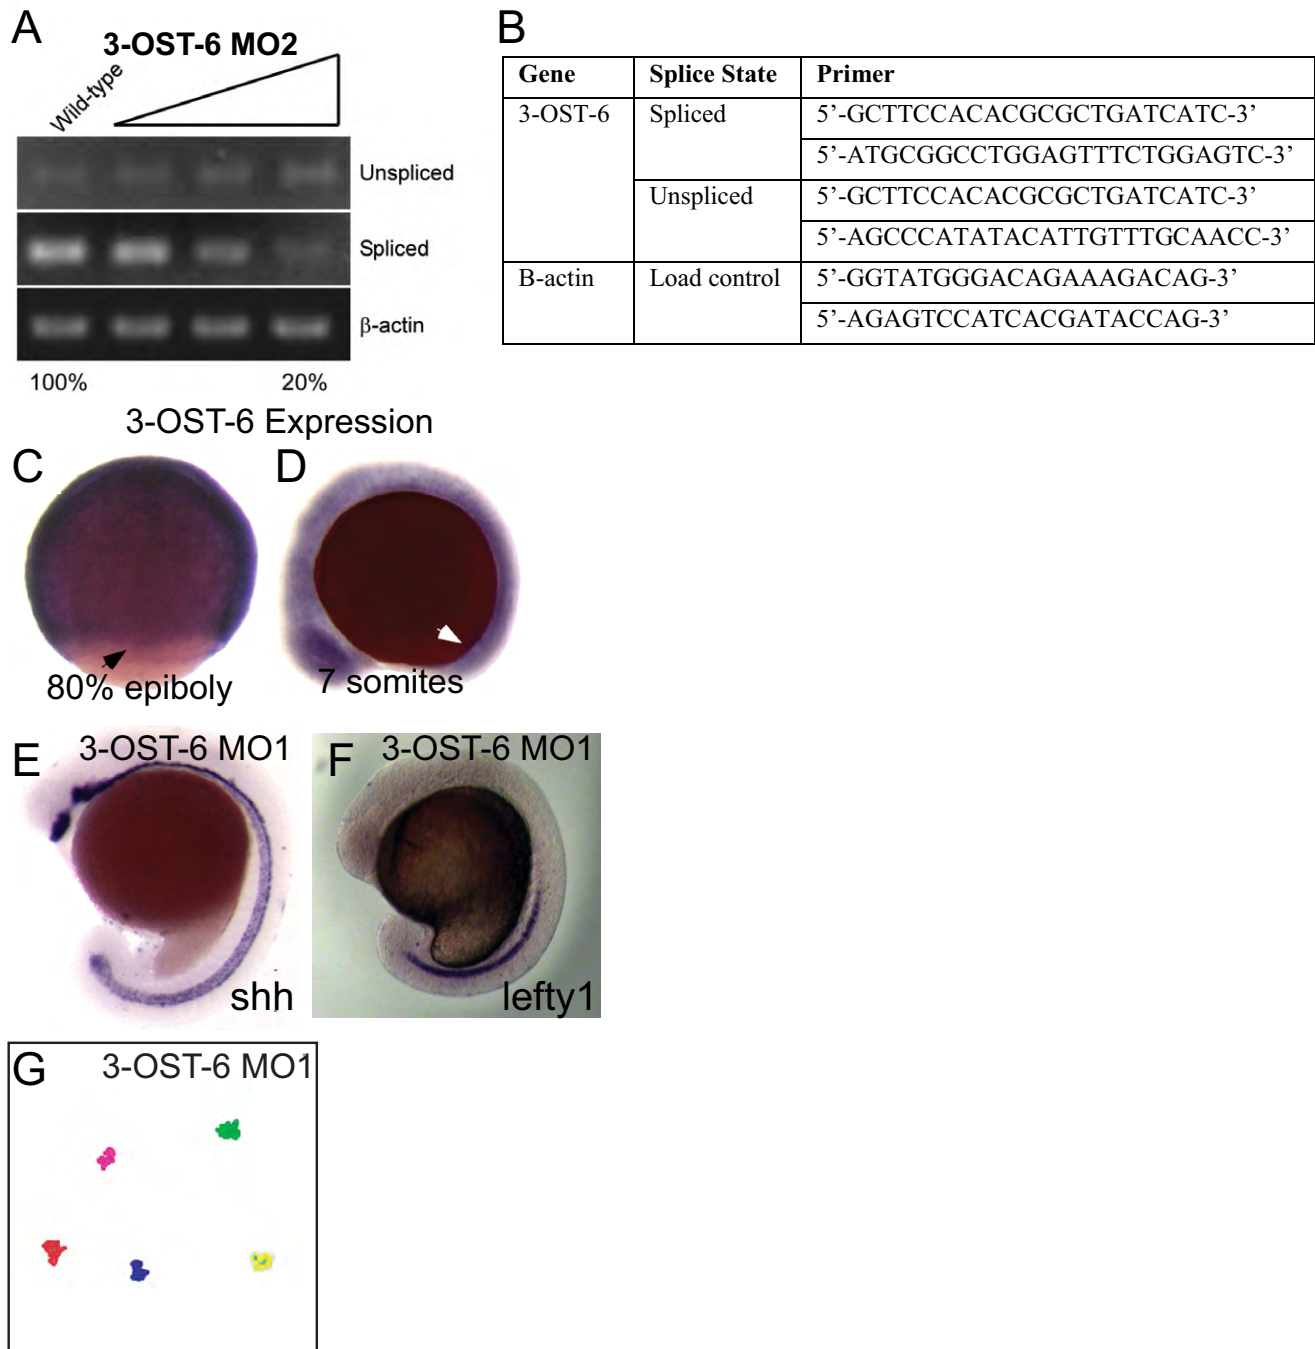 A
3-OST-6 MO2
Wild-type
Unspliced
Spliced
β-actin
100%
20%
B
Gene
Splice State
Primer
3-OST-6
Spliced
5’-GCTTCCACACGCGCTGATCATC-3’
5’-ATGCGGCCTGGAGTTTCTGGAGTC-3’
Unspliced
5’-GCTTCCACACGCGCTGATCATC-3’
5’-AGCCCATATACATTGTTTGCAACC-3’
B-actin
Load control
5’-GGTATGGGACAGAAAGACAG-3’
5’-AGAGTCCATCACGATACCAG-3’
3-OST-6 Expression
C
80% epiboly
D
7 somites
E
3-OST-6 MO1
shh
F
3-OST-6 MO1
lefty1
G
3-OST-6 MO1